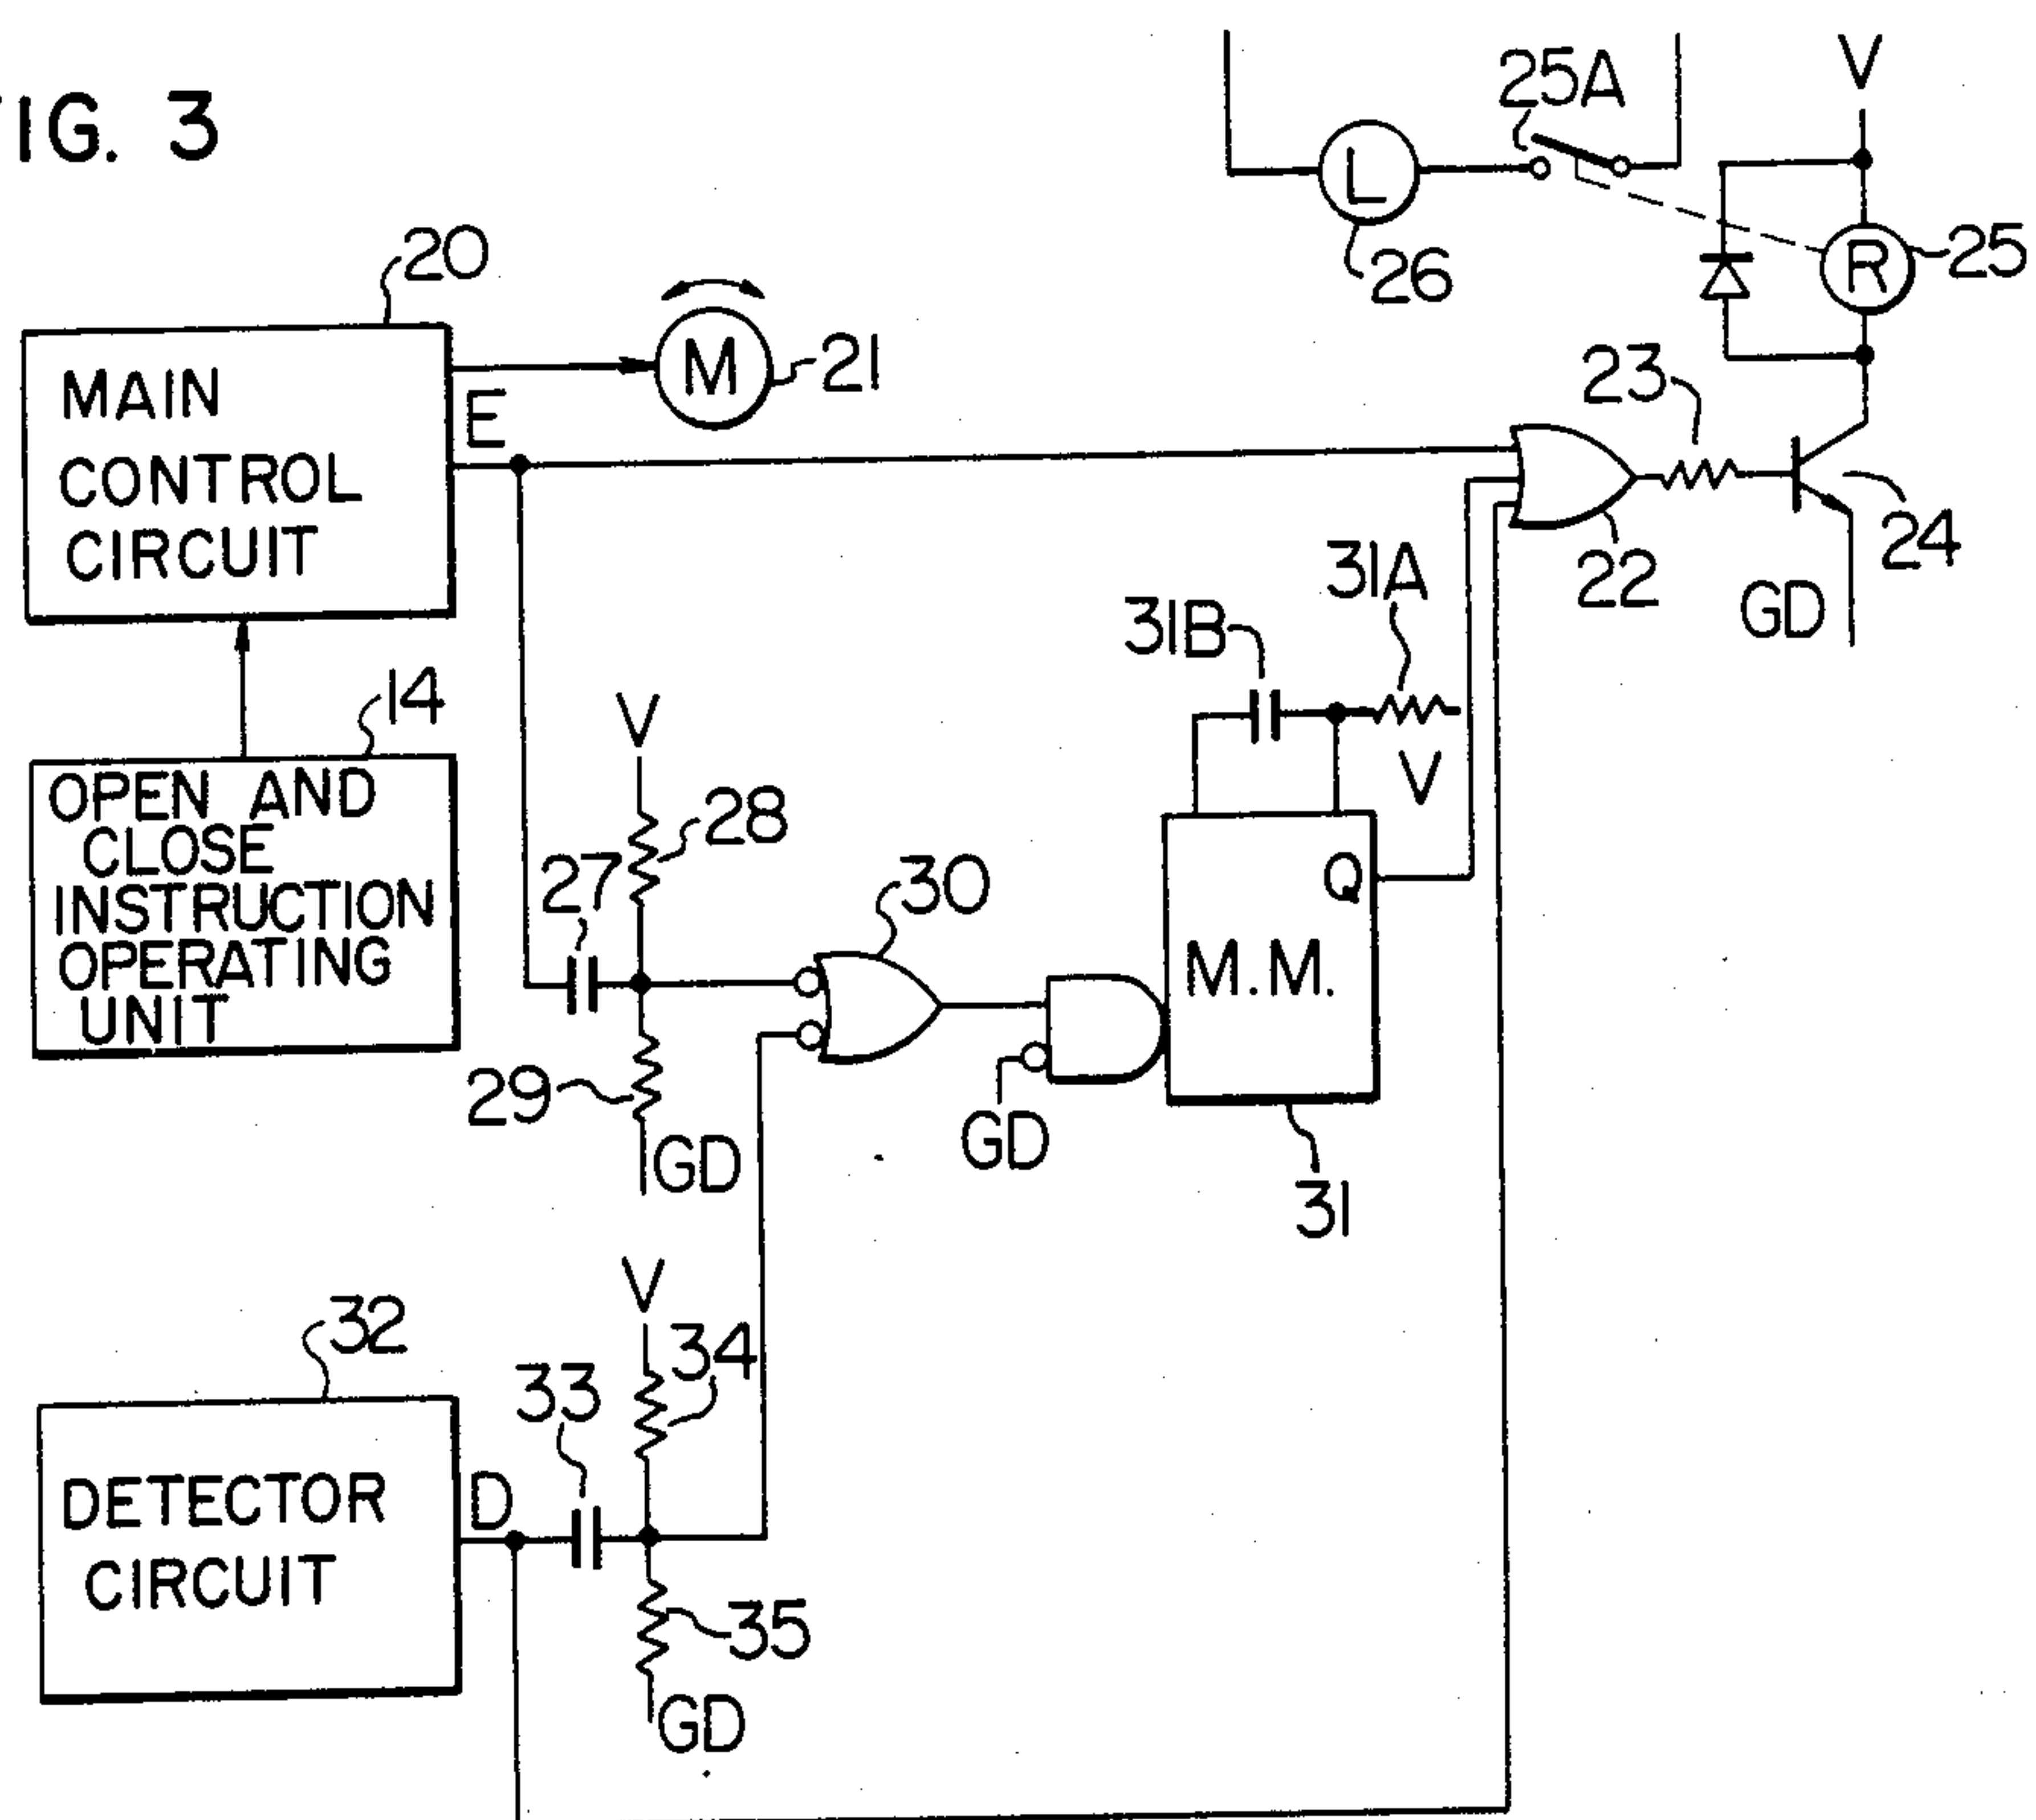 FIG. 3
25A
V
L
26
R
25
20
M
21
MAIN
CONTROL
CIRCUIT
E
23
24
22
GD
14
OPEN AND
CLOSE
INSTRUCTION
OPERATING
UNIT
31A
31B
V
V
28
27
30
Q
M.M.
29
GD
GD
31
V
34
32
33
DETECTOR
CIRCUIT
D
35
GD